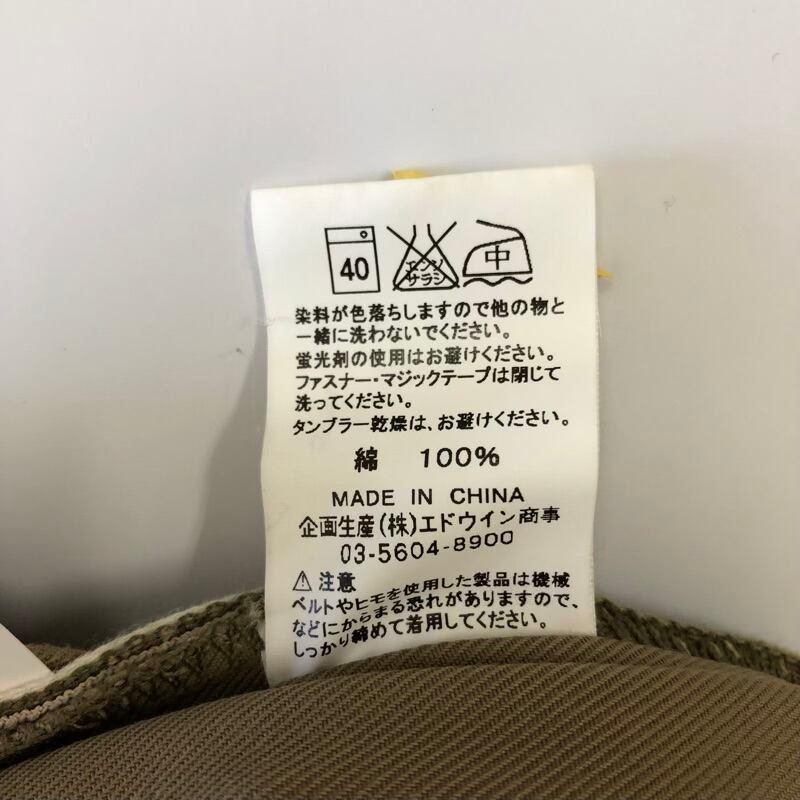 40 エンソ サラシ 中
染料が色落ちしますので他の物と
一緒に洗わないでください。
蛍光剤の使用はお避けください。
ファスナー・マジックテープは閉じて
洗ってください。
タンブラー乾燥は、お避けください。
綿 100%
MADE IN CHINA
企画生産(株)エドウイン商事
03-5604-8900
⚠注意
ベルトやヒモを使用した製品は機械
などにからまる恐れがありますので、
しっかり締めて着用してください。